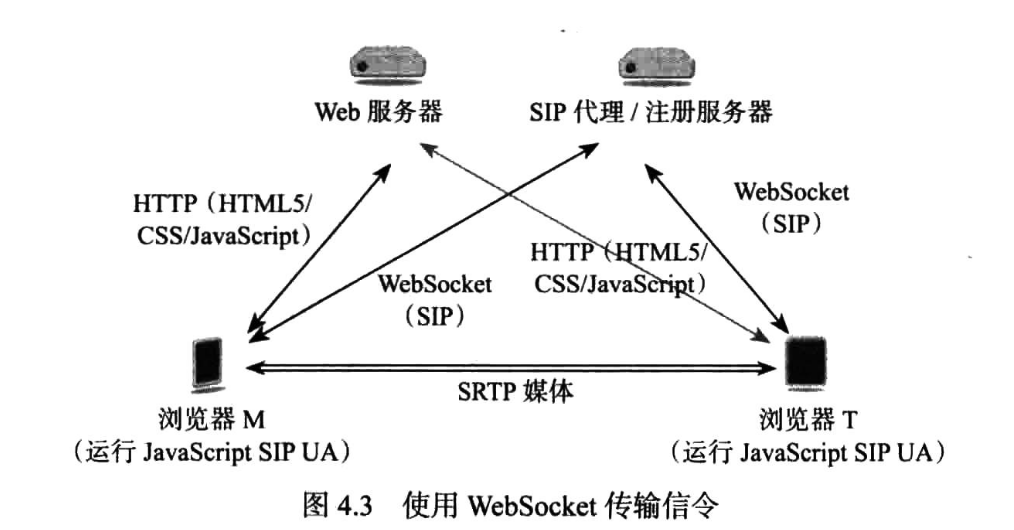 Web 服务器
SIP 代理 / 注册服务器
HTTP（HTML5/
CSS/JavaScript）
WebSocket
（SIP）
HTTP（HTML5/
CSS/JavaScript）
WebSocket
（SIP）
SRTP 媒体
浏览器 M
（运行 JavaScript SIP UA）
浏览器 T
（运行 JavaScript SIP UA）
图 4.3 使用 WebSocket 传输信令